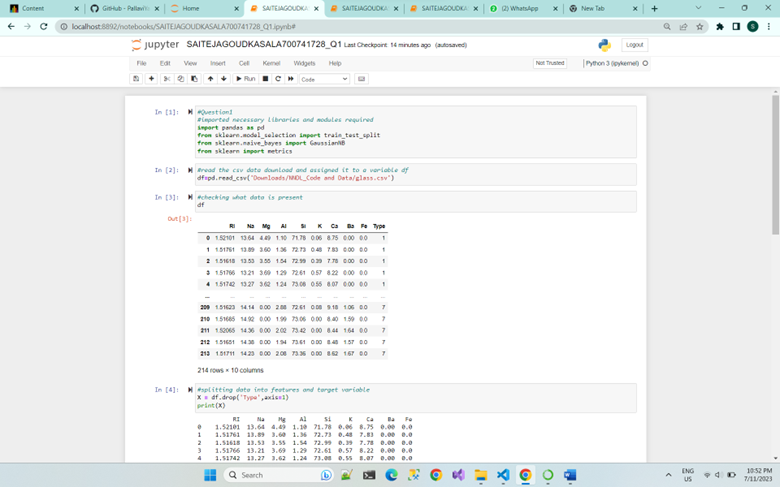 Content
GitHub - PallaviYa
Home
SAITEJAGOUDKASALA
SAITEJAGOUDKASALA
SAITEJAGOUDKASALA
(2) WhatsApp
New Tab
localhost:8892/notebooks/SAITEJAGOUDKASALA700741728_Q1.ipynb#
jupyter SAITEJAGOUDKASALA700741728_Q1 Last Checkpoint: 14 minutes ago (autosaved)
Logout
File Edit View Insert Cell Kernel Widgets Help
Not Trusted Python 3 (ipykernel)
Run Code
In [1]: #Question1
#imported necessary libraries and modules required
import pandas as pd
from sklearn.model_selection import train_test_split
from sklearn.naive_bayes import GaussianNB
from sklearn import metrics
In [2]: #read the csv data download and assigned it to a variable df
df=pd.read_csv('Downloads/NNDL_Code and Data/glass.csv')
In [3]: #checking what data is present
df
Out[3]:
RI Na Mg Al Si K Ca Ba Fe Type
0 1.52101 13.64 4.49 1.10 71.78 0.06 8.75 0.00 0.0 1
1 1.51761 13.89 3.60 1.36 72.73 0.48 7.83 0.00 0.0 1
2 1.51618 13.53 3.55 1.54 72.99 0.39 7.78 0.00 0.0 1
3 1.51766 13.21 3.69 1.29 72.61 0.57 8.22 0.00 0.0 1
4 1.51742 13.27 3.62 1.24 73.08 0.55 8.07 0.00 0.0 1
... ... ... ... ... ... ... ... ... ... ...
209 1.51623 14.14 0.00 2.88 72.61 0.08 9.18 1.06 0.0 7
210 1.51685 14.92 0.00 1.99 73.06 0.00 8.40 1.59 0.0 7
211 1.52065 14.36 0.00 2.02 73.42 0.00 8.44 1.64 0.0 7
212 1.51651 14.38 0.00 1.94 73.61 0.00 8.48 1.57 0.0 7
213 1.51711 14.23 0.00 2.08 73.36 0.00 8.62 1.67 0.0 7
214 rows × 10 columns
In [4]: #splitting data into features and target variable
X = df.drop('Type',axis=1)
print(X)
RI Na Mg Al Si K Ca Ba Fe
0 1.52101 13.64 4.49 1.10 71.78 0.06 8.75 0.00 0.0
1 1.51761 13.89 3.60 1.36 72.73 0.48 7.83 0.00 0.0
2 1.51618 13.53 3.55 1.54 72.99 0.39 7.78 0.00 0.0
3 1.51766 13.21 3.69 1.29 72.61 0.57 8.22 0.00 0.0
4 1.51742 13.27 3.62 1.24 73.08 0.55 8.07 0.00 0.0
Search
ENG
US
10:52 PM
7/11/2023